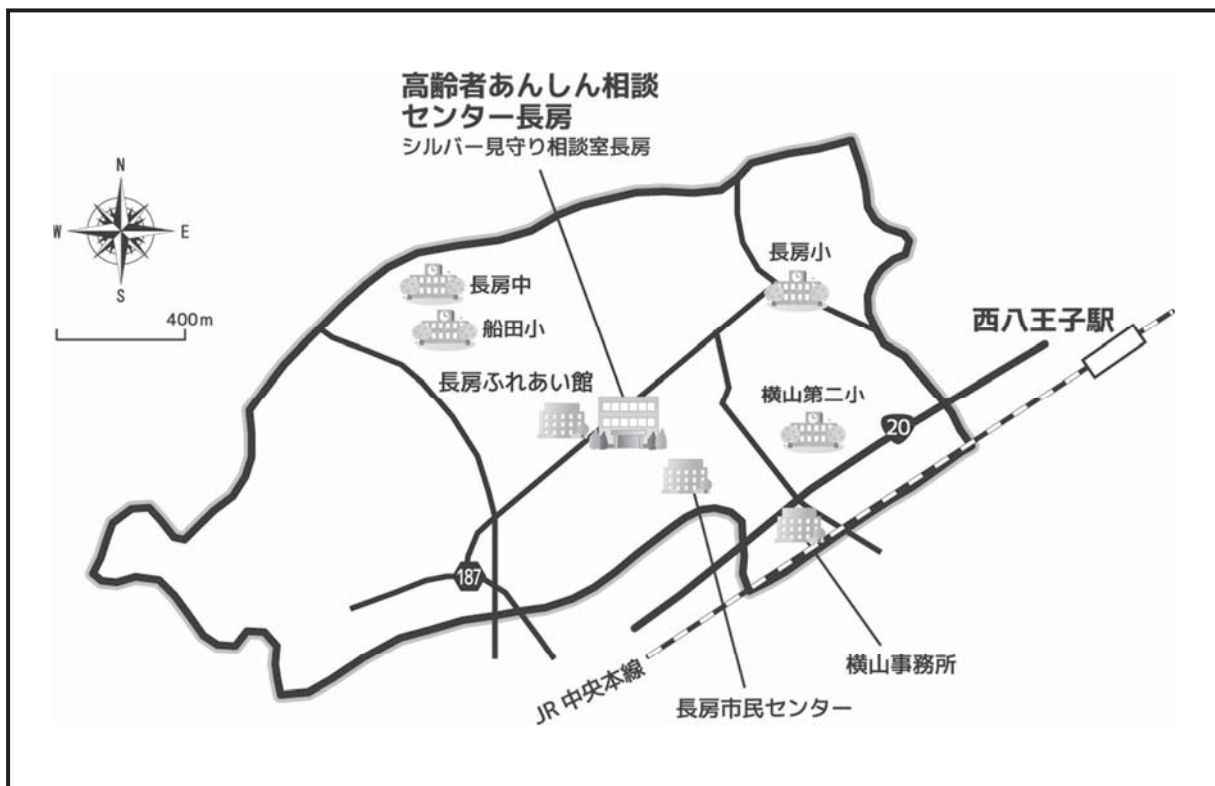 高齢者あんしん相談
センター長房
シルバー見守り相談室長房
N
W
E
S
400m
長房中
船田小
長房小
西八王子駅
長房ふれあい館
横山第二小
20
187
横山事務所
JR中央本線
長房市民センター